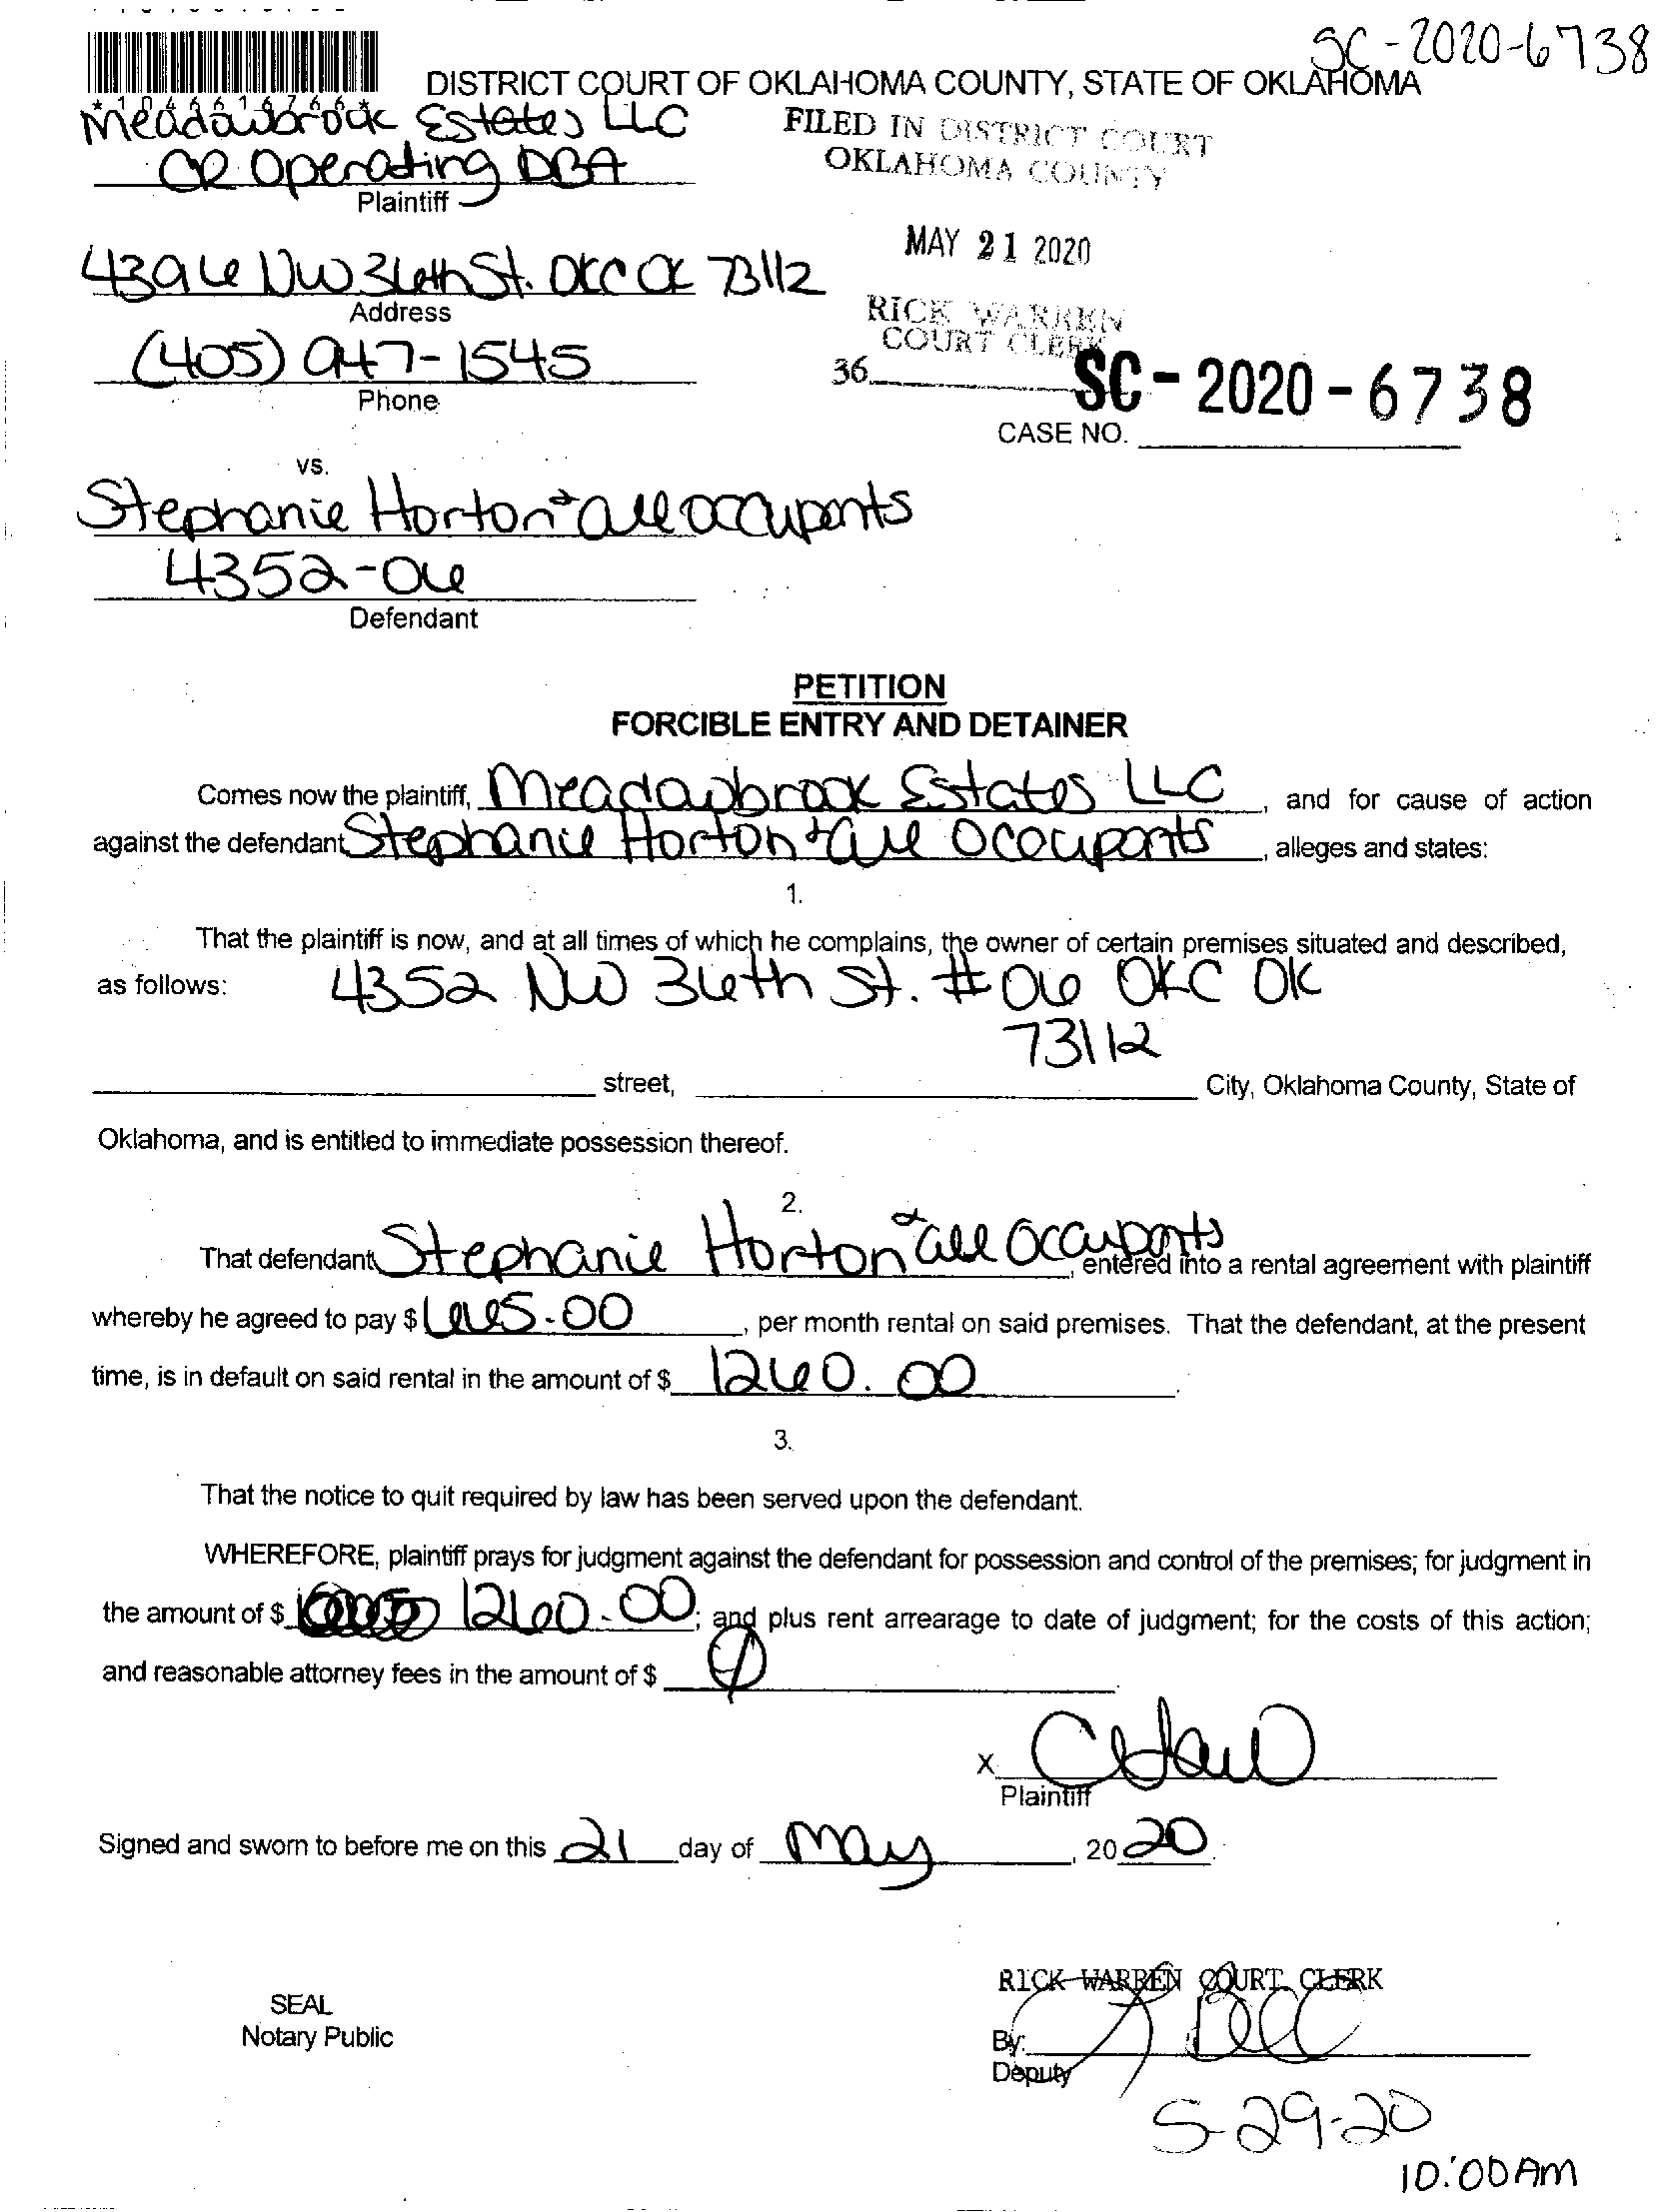 SC-2020-6738
*1046616766*
DISTRICT COURT OF OKLAHOMA COUNTY, STATE OF OKLAHOMA
Meadowbrook Estates LLC
FILED IN DISTRICT COURT
OKLAHOMA COUNTY
Operating DBA
Plaintiff
MAY 21 2020
4396 NW 36th St. OKC OK 73112
Address
RICK WARREN
COURT CLERK
(405) 947-1545
36
SC-2020-6738
Phone
CASE NO.
vs.
Stephanie Horton & all occupants
4352-06
Defendant
PETITION
FORCIBLE ENTRY AND DETAINER
Comes now the plaintiff, Meadowbrook Estates LLC, and for cause of action
against the defendant Stephanie Horton & all Occupants, alleges and states:
1.
That the plaintiff is now, and at all times of which he complains, the owner of certain premises situated and described,
as follows: 4352 NW 36th St. #06 OKC OK
73112
street, City, Oklahoma County, State of
Oklahoma, and is entitled to immediate possession thereof.
2.
That defendant Stephanie Horton & all Occupants, entered into a rental agreement with plaintiff
whereby he agreed to pay $ 665.00, per month rental on said premises. That the defendant, at the present
time, is in default on said rental in the amount of $ 1260.00.
3.
That the notice to quit required by law has been served upon the defendant.
WHEREFORE, plaintiff prays for judgment against the defendant for possession and control of the premises; for judgment in
the amount of $ 1260.00; and plus rent arrearage to date of judgment; for the costs of this action;
and reasonable attorney fees in the amount of $ Ø.
X
Plaintiff
Signed and sworn to before me on this 21 day of May, 2020.
RICK WARREN COURT CLERK
SEAL
Notary Public
By:
Deputy
5-29-20
10:00AM